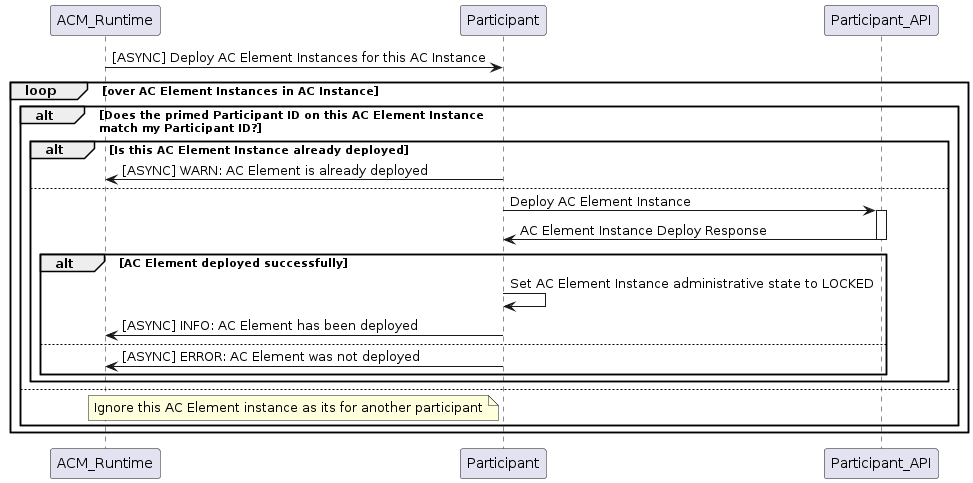 ACM_Runtime
Participant
Participant_API
[ASYNC] Deploy AC Element Instances for this AC Instance
loop
[over AC Element Instances in AC Instance]
alt
[Does the primed Participant ID on this AC Element Instance
match my Participant ID?]
alt
[Is this AC Element Instance already deployed]
[ASYNC] WARN: AC Element is already deployed
Deploy AC Element Instance
AC Element Instance Deploy Response
alt
[AC Element deployed successfully]
Set AC Element Instance administrative state to LOCKED
[ASYNC] INFO: AC Element has been deployed
[ASYNC] ERROR: AC Element was not deployed
Ignore this AC Element instance as its for another participant
ACM_Runtime
Participant
Participant_API